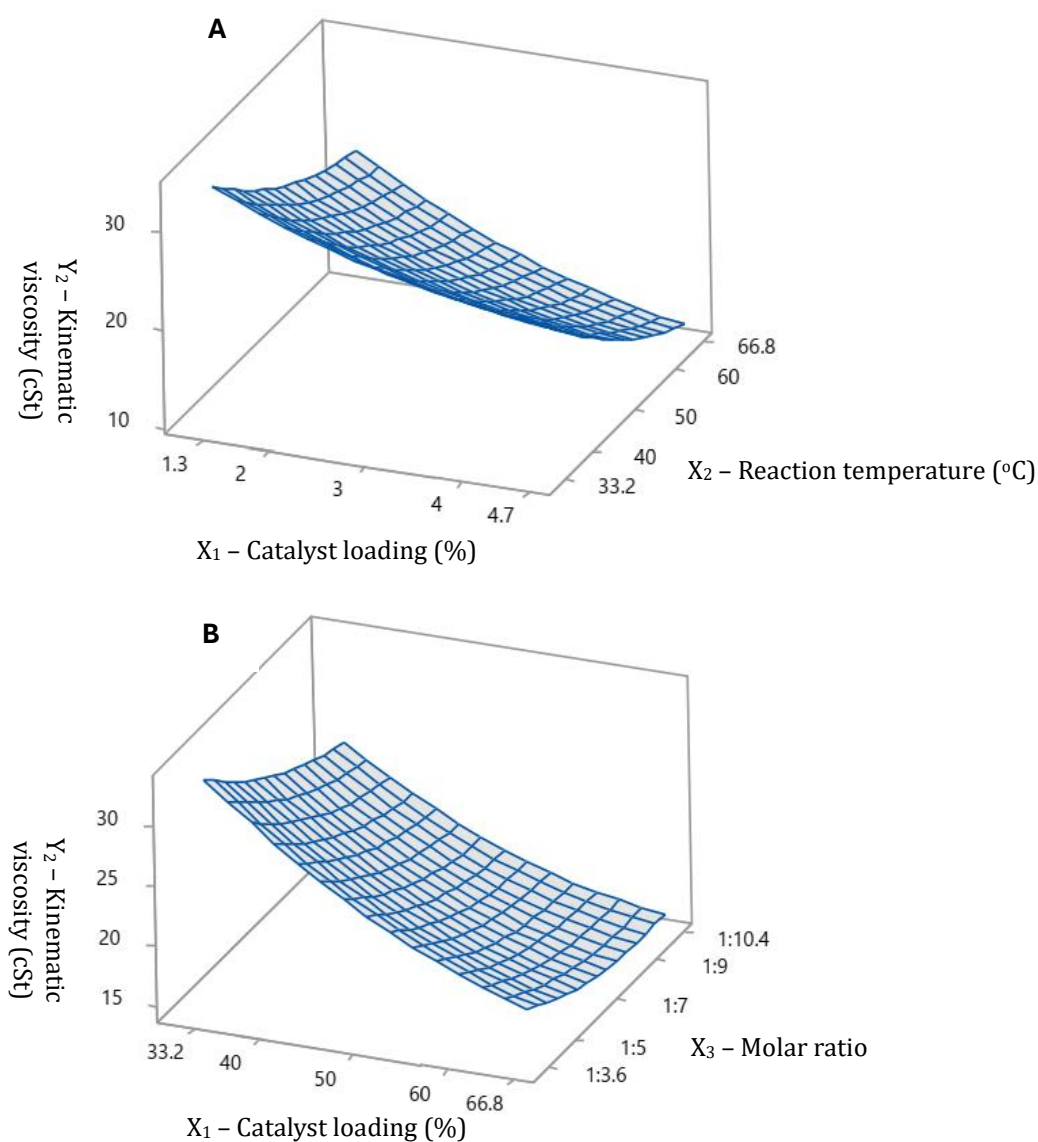 A
30
20
10
Y₂ – Kinematic
viscosity (cSt)
1.3
2
3
4
4.7
X₁ – Catalyst loading (%)
66.8
60
50
40
33.2
X₂ – Reaction temperature (ᵒC)
B
30
25
20
15
Y₂ – Kinematic
viscosity (cSt)
33.2
40
50
60
66.8
X₁ – Catalyst loading (%)
1:10.4
1:9
1:7
1:5
1:3.6
X₃ – Molar ratio